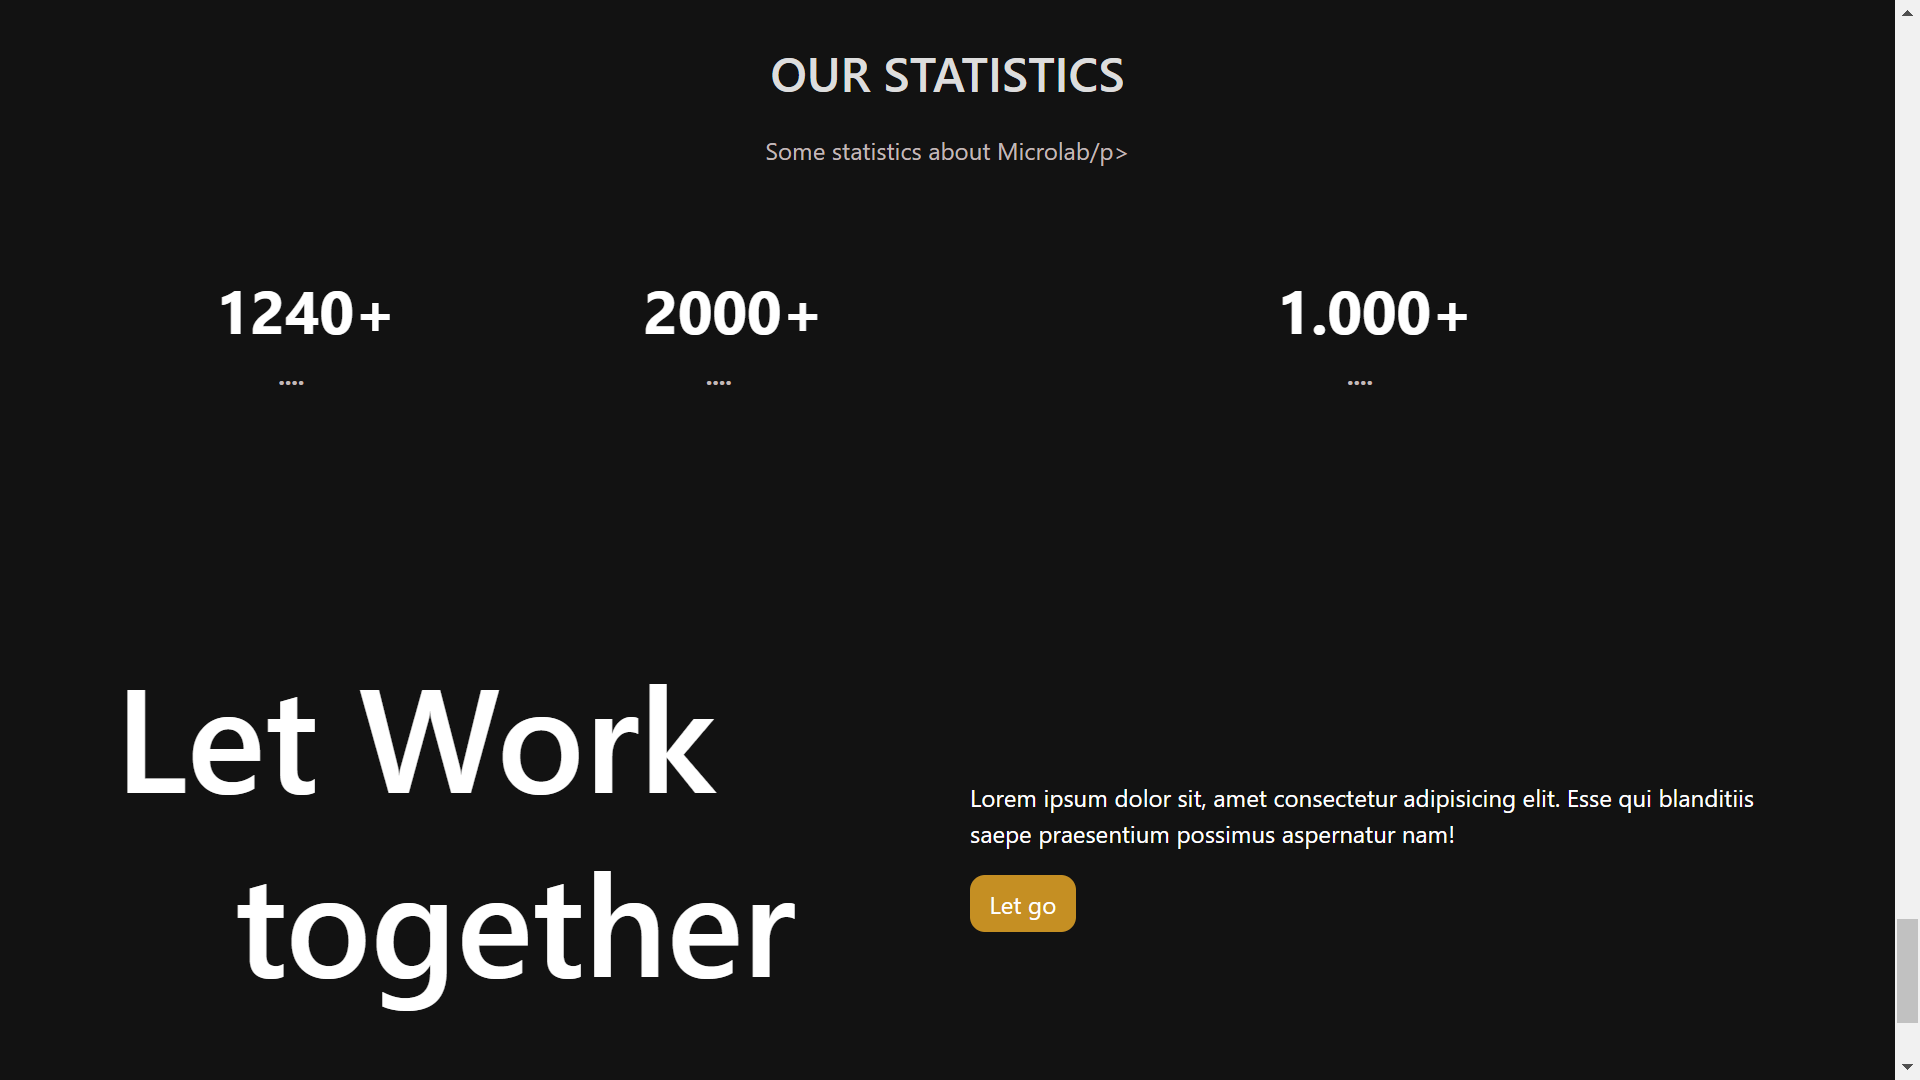 OUR STATISTICS
Some statistics about Microlab/p>
1240+ 2000+ 1.000+
.... .... ....
Let Work
together
Lorem ipsum dolor sit, amet consectetur adipisicing elit. Esse qui blanditiis
saepe praesentium possimus aspernatur nam!
Let go